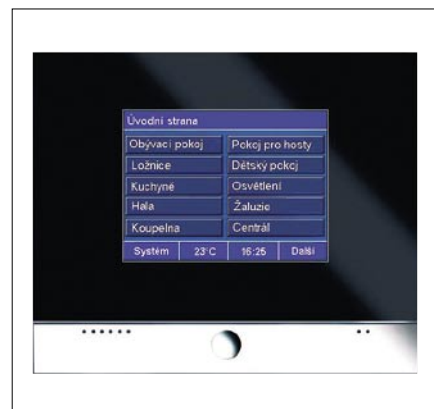 Úvodní strana
Obývací pokoj Pokoj pro hosty
Ložnice Dětský pokoj
Kuchyně Osvětlení
Hala Žaluzie
Koupelna Centrál
Systém 23°C 16:25 Další